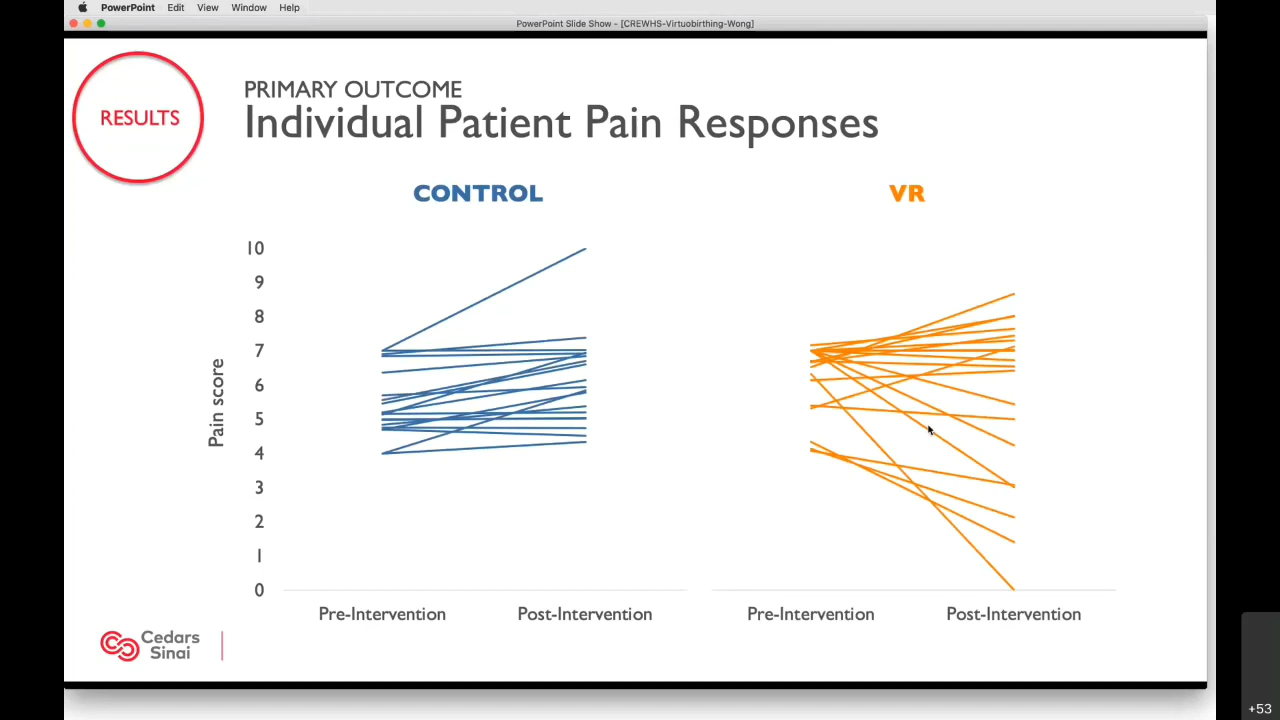 PowerPoint Edit View Window Help
PowerPoint Slide Show - [CREWHS-Virtuobirthing-Wong]
RESULTS
PRIMARY OUTCOME
Individual Patient Pain Responses
CONTROL
VR
Pain score
10
9
8
7
6
5
4
3
2
1
0
Pre-Intervention Post-Intervention
Pre-Intervention Post-Intervention
Cedars
Sinai
+53